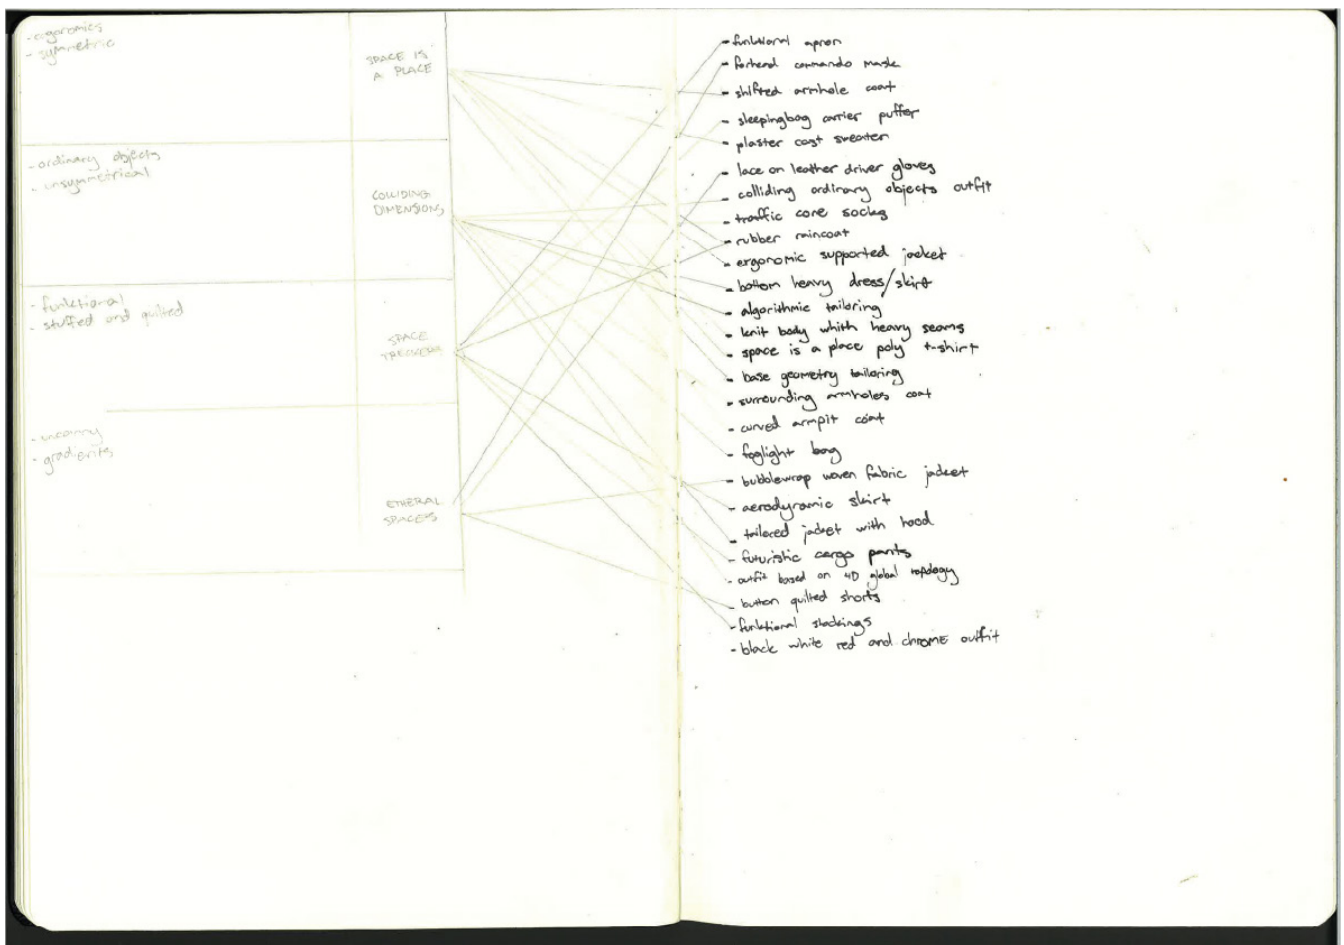 - ergonomics
- symmetric
SPACE IS
A PLACE
- ordinary objects
- unsymmetrical
COLLIDING
DIMENSIONS
- funktional
- stuffed and quilted
SPACE
TRECKERS
- uncanny
- gradients
ETHERAL
SPACERS
- funktional apron
- forhend commando mask
- shifted armhole coat
- sleepingbag carrier puffer
- plaster cast sweater
- lace on leather driver gloves
- colliding ordinary objects outfit
- traffic core socks
- rubber raincoat
- ergonomic supported jacket
- bottom heavy dress/skirt
- algorithmic tailoring
- knit body whith heavy seams
- space is a place poly t-shirt
- base geometry tailoring
- surrounding armholes coat
- curved armpit coat
- foglight bag
- bubblewrap woven fabric jacket
- aerodynamic skirt
- tailored jacket with hood
- futuristic cargo pants
- outfit based on 4D global topology
- button quilted shorts
- funktional stockings
- black white red and chrome outfit